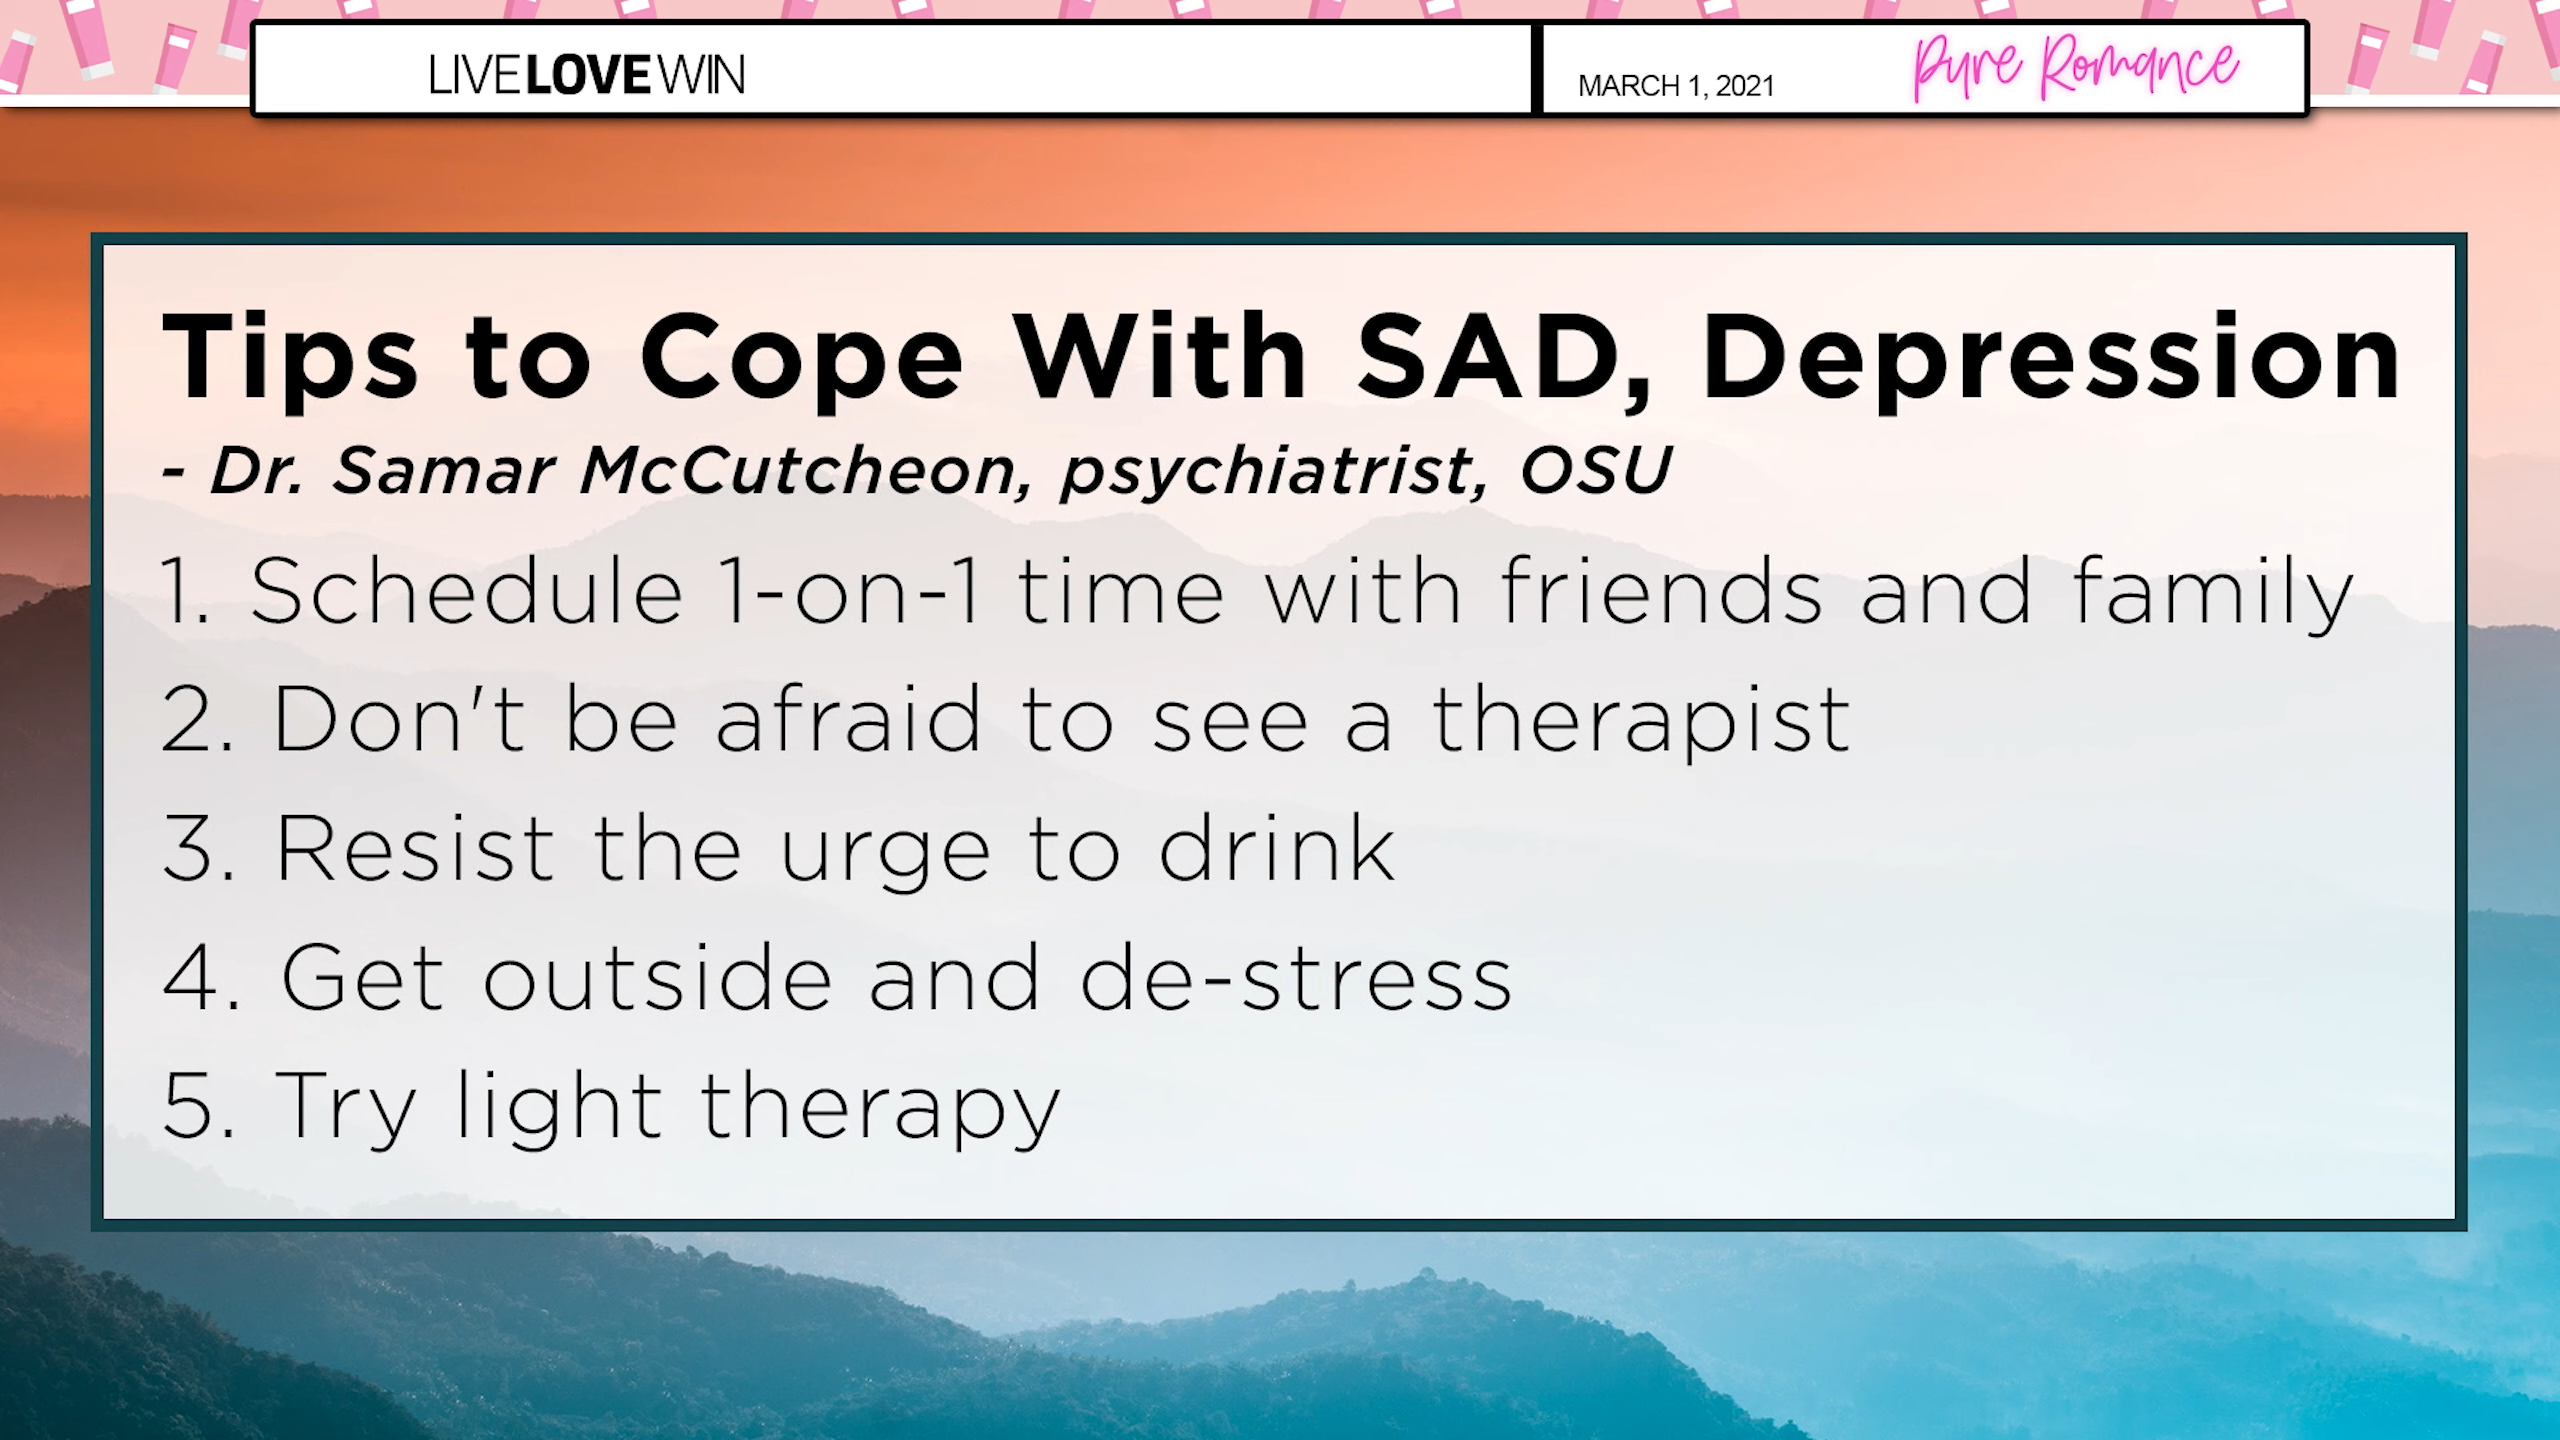 LIVELOVEWIN
MARCH 1, 2021
Pure Romance
Tips to Cope With SAD, Depression
- Dr. Samar McCutcheon, psychiatrist, OSU
1. Schedule 1-on-1 time with friends and family
2. Don't be afraid to see a therapist
3. Resist the urge to drink
4. Get outside and de-stress
5. Try light therapy